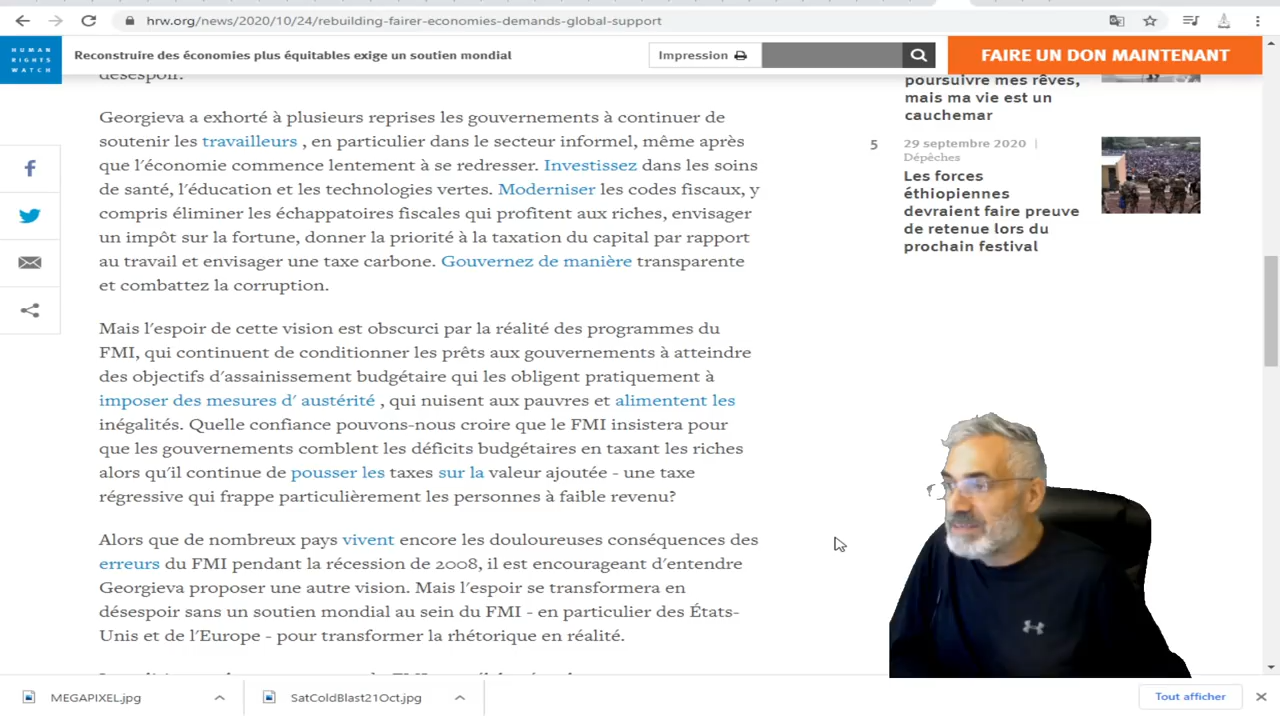 hrw.org/news/2020/10/24/rebuilding-fairer-economies-demands-global-support
HUMAN
RIGHTS
WATCH
Reconstruire des économies plus équitables exige un soutien mondial
Impression
FAIRE UN DON MAINTENANT
désespoir.
Georgieva a exhorté à plusieurs reprises les gouvernements à continuer de
soutenir les travailleurs , en particulier dans le secteur informel, même après
que l'économie commence lentement à se redresser. Investissez dans les soins
de santé, l'éducation et les technologies vertes. Moderniser les codes fiscaux, y
compris éliminer les échappatoires fiscales qui profitent aux riches, envisager
un impôt sur la fortune, donner la priorité à la taxation du capital par rapport
au travail et envisager une taxe carbone. Gouvernez de manière transparente
et combattez la corruption.
Mais l'espoir de cette vision est obscurci par la réalité des programmes du
FMI, qui continuent de conditionner les prêts aux gouvernements à atteindre
des objectifs d'assainissement budgétaire qui les obligent pratiquement à
imposer des mesures d' austérité , qui nuisent aux pauvres et alimentent les
inégalités. Quelle confiance pouvons-nous croire que le FMI insistera pour
que les gouvernements comblent les déficits budgétaires en taxant les riches
alors qu'il continue de pousser les taxes sur la valeur ajoutée - une taxe
régressive qui frappe particulièrement les personnes à faible revenu?
Alors que de nombreux pays vivent encore les douloureuses conséquences des
erreurs du FMI pendant la récession de 2008, il est encourageant d'entendre
Georgieva proposer une autre vision. Mais l'espoir se transformera en
désespoir sans un soutien mondial au sein du FMI - en particulier des États-
Unis et de l'Europe - pour transformer la rhétorique en réalité.
poursuivre mes rêves,
mais ma vie est un
cauchemar
5
29 septembre 2020 |
Dépêches
Les forces
éthiopiennes
devraient faire preuve
de retenue lors du
prochain festival
MEGAPIXEL.jpg
SatColdBlast21Oct.jpg
Tout afficher